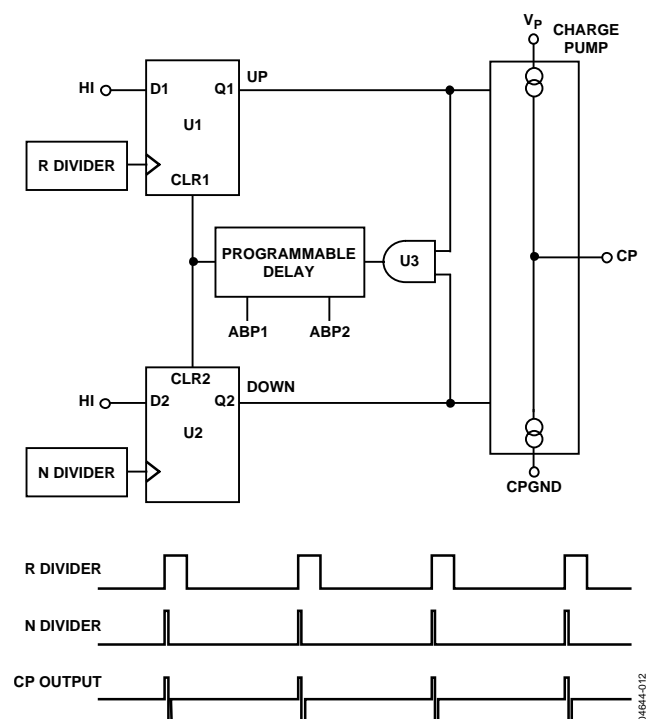 VP
CHARGE
PUMP
HI
D1
Q1
UP
U1
R DIVIDER
CLR1
PROGRAMMABLE
DELAY
U3
CP
ABP1
ABP2
CLR2
DOWN
HI
D2
Q2
U2
N DIVIDER
CPGND
R DIVIDER
N DIVIDER
CP OUTPUT
04644-012